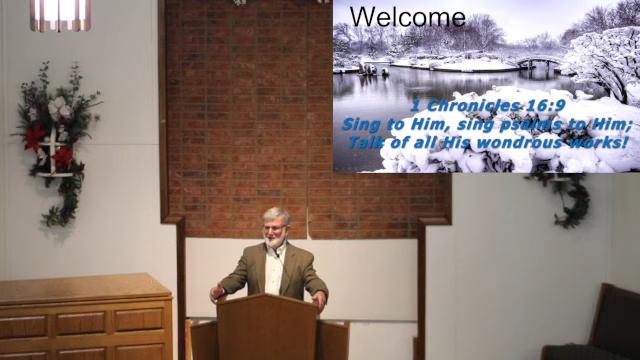 Welcome
1 Chronicles 16:9
Sing to Him, sing psalms to Him;
Talk of all His wondrous works!